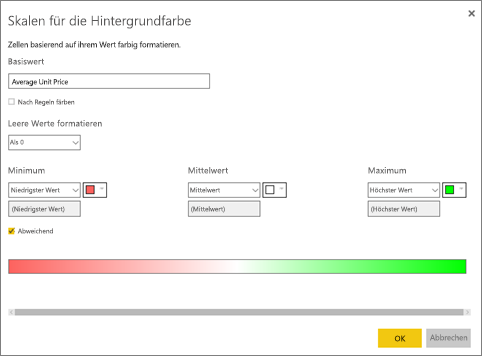 Skalen für die Hintergrundfarbe
Zellen basierend auf ihrem Wert farbig formatieren.
Basiswert
Average Unit Price
Nach Regeln färben
Leere Werte formatieren
Als 0
Minimum Mittelwert Maximum
Niedrigster Wert Mittelwert Höchster Wert
(Niedrigster Wert) (Mittelwert) (Höchster Wert)
Abweichend
OK Abbrechen